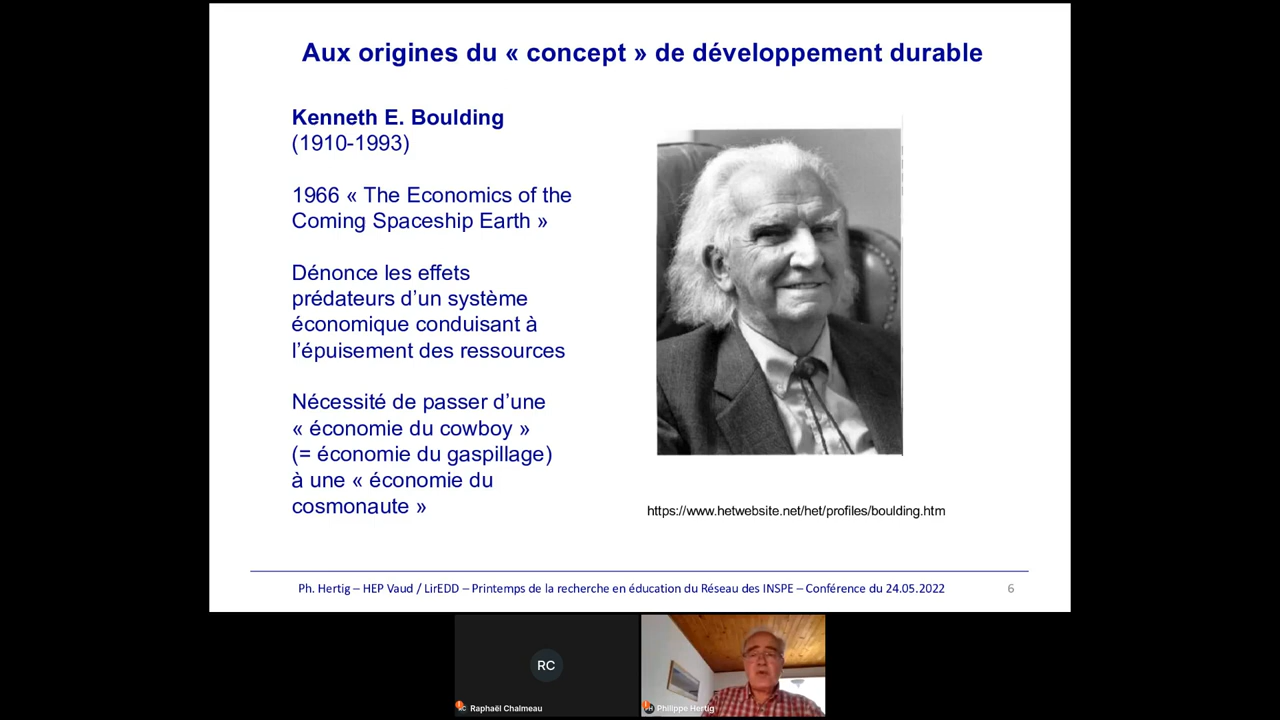 Aux origines du « concept » de développement durable
Kenneth E. Boulding
(1910-1993)
1966 « The Economics of the
Coming Spaceship Earth »
Dénonce les effets
prédateurs d’un système
économique conduisant à
l’épuisement des ressources
Nécessité de passer d’une
« économie du cowboy »
(= économie du gaspillage)
à une « économie du
cosmonaute »
https://www.hetwebsite.net/het/profiles/boulding.htm
Ph. Hertig – HEP Vaud / LirEDD – Printemps de la recherche en éducation du Réseau des INSPE – Conférence du 24.05.2022
6
RC
Raphaël Chalmeau
Philippe Hertig